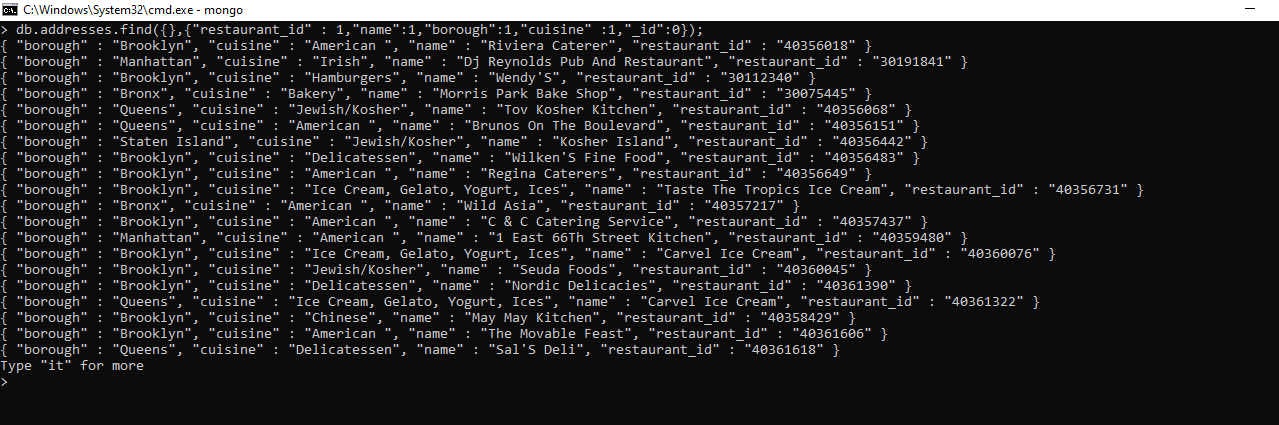 C:\Windows\System32\cmd.exe - mongo
> db.addresses.find({},{"restaurant_id" : 1,"name":1,"borough":1,"cuisine" :1,"_id":0});
{ "borough" : "Brooklyn", "cuisine" : "American ", "name" : "Riviera Caterer", "restaurant_id" : "40356018" }
{ "borough" : "Manhattan", "cuisine" : "Irish", "name" : "Dj Reynolds Pub And Restaurant", "restaurant_id" : "30191841" }
{ "borough" : "Brooklyn", "cuisine" : "Hamburgers", "name" : "Wendy'S", "restaurant_id" : "30112340" }
{ "borough" : "Bronx", "cuisine" : "Bakery", "name" : "Morris Park Bake Shop", "restaurant_id" : "30075445" }
{ "borough" : "Queens", "cuisine" : "Jewish/Kosher", "name" : "Tov Kosher Kitchen", "restaurant_id" : "40356068" }
{ "borough" : "Queens", "cuisine" : "American ", "name" : "Brunos On The Boulevard", "restaurant_id" : "40356151" }
{ "borough" : "Staten Island", "cuisine" : "Jewish/Kosher", "name" : "Kosher Island", "restaurant_id" : "40356442" }
{ "borough" : "Brooklyn", "cuisine" : "Delicatessen", "name" : "Wilken'S Fine Food", "restaurant_id" : "40356483" }
{ "borough" : "Brooklyn", "cuisine" : "American ", "name" : "Regina Caterers", "restaurant_id" : "40356649" }
{ "borough" : "Brooklyn", "cuisine" : "Ice Cream, Gelato, Yogurt, Ices", "name" : "Taste The Tropics Ice Cream", "restaurant_id" : "40356731" }
{ "borough" : "Bronx", "cuisine" : "American ", "name" : "Wild Asia", "restaurant_id" : "40357217" }
{ "borough" : "Brooklyn", "cuisine" : "American ", "name" : "C & C Catering Service", "restaurant_id" : "40357437" }
{ "borough" : "Manhattan", "cuisine" : "American ", "name" : "1 East 66Th Street Kitchen", "restaurant_id" : "40359480" }
{ "borough" : "Brooklyn", "cuisine" : "Ice Cream, Gelato, Yogurt, Ices", "name" : "Carvel Ice Cream", "restaurant_id" : "40360076" }
{ "borough" : "Brooklyn", "cuisine" : "Jewish/Kosher", "name" : "Seuda Foods", "restaurant_id" : "40360045" }
{ "borough" : "Brooklyn", "cuisine" : "Delicatessen", "name" : "Nordic Delicacies", "restaurant_id" : "40361390" }
{ "borough" : "Queens", "cuisine" : "Ice Cream, Gelato, Yogurt, Ices", "name" : "Carvel Ice Cream", "restaurant_id" : "40361322" }
{ "borough" : "Brooklyn", "cuisine" : "Chinese", "name" : "May May Kitchen", "restaurant_id" : "40358429" }
{ "borough" : "Brooklyn", "cuisine" : "American ", "name" : "The Movable Feast", "restaurant_id" : "40361606" }
{ "borough" : "Queens", "cuisine" : "Delicatessen", "name" : "Sal'S Deli", "restaurant_id" : "40361618" }
Type "it" for more
>